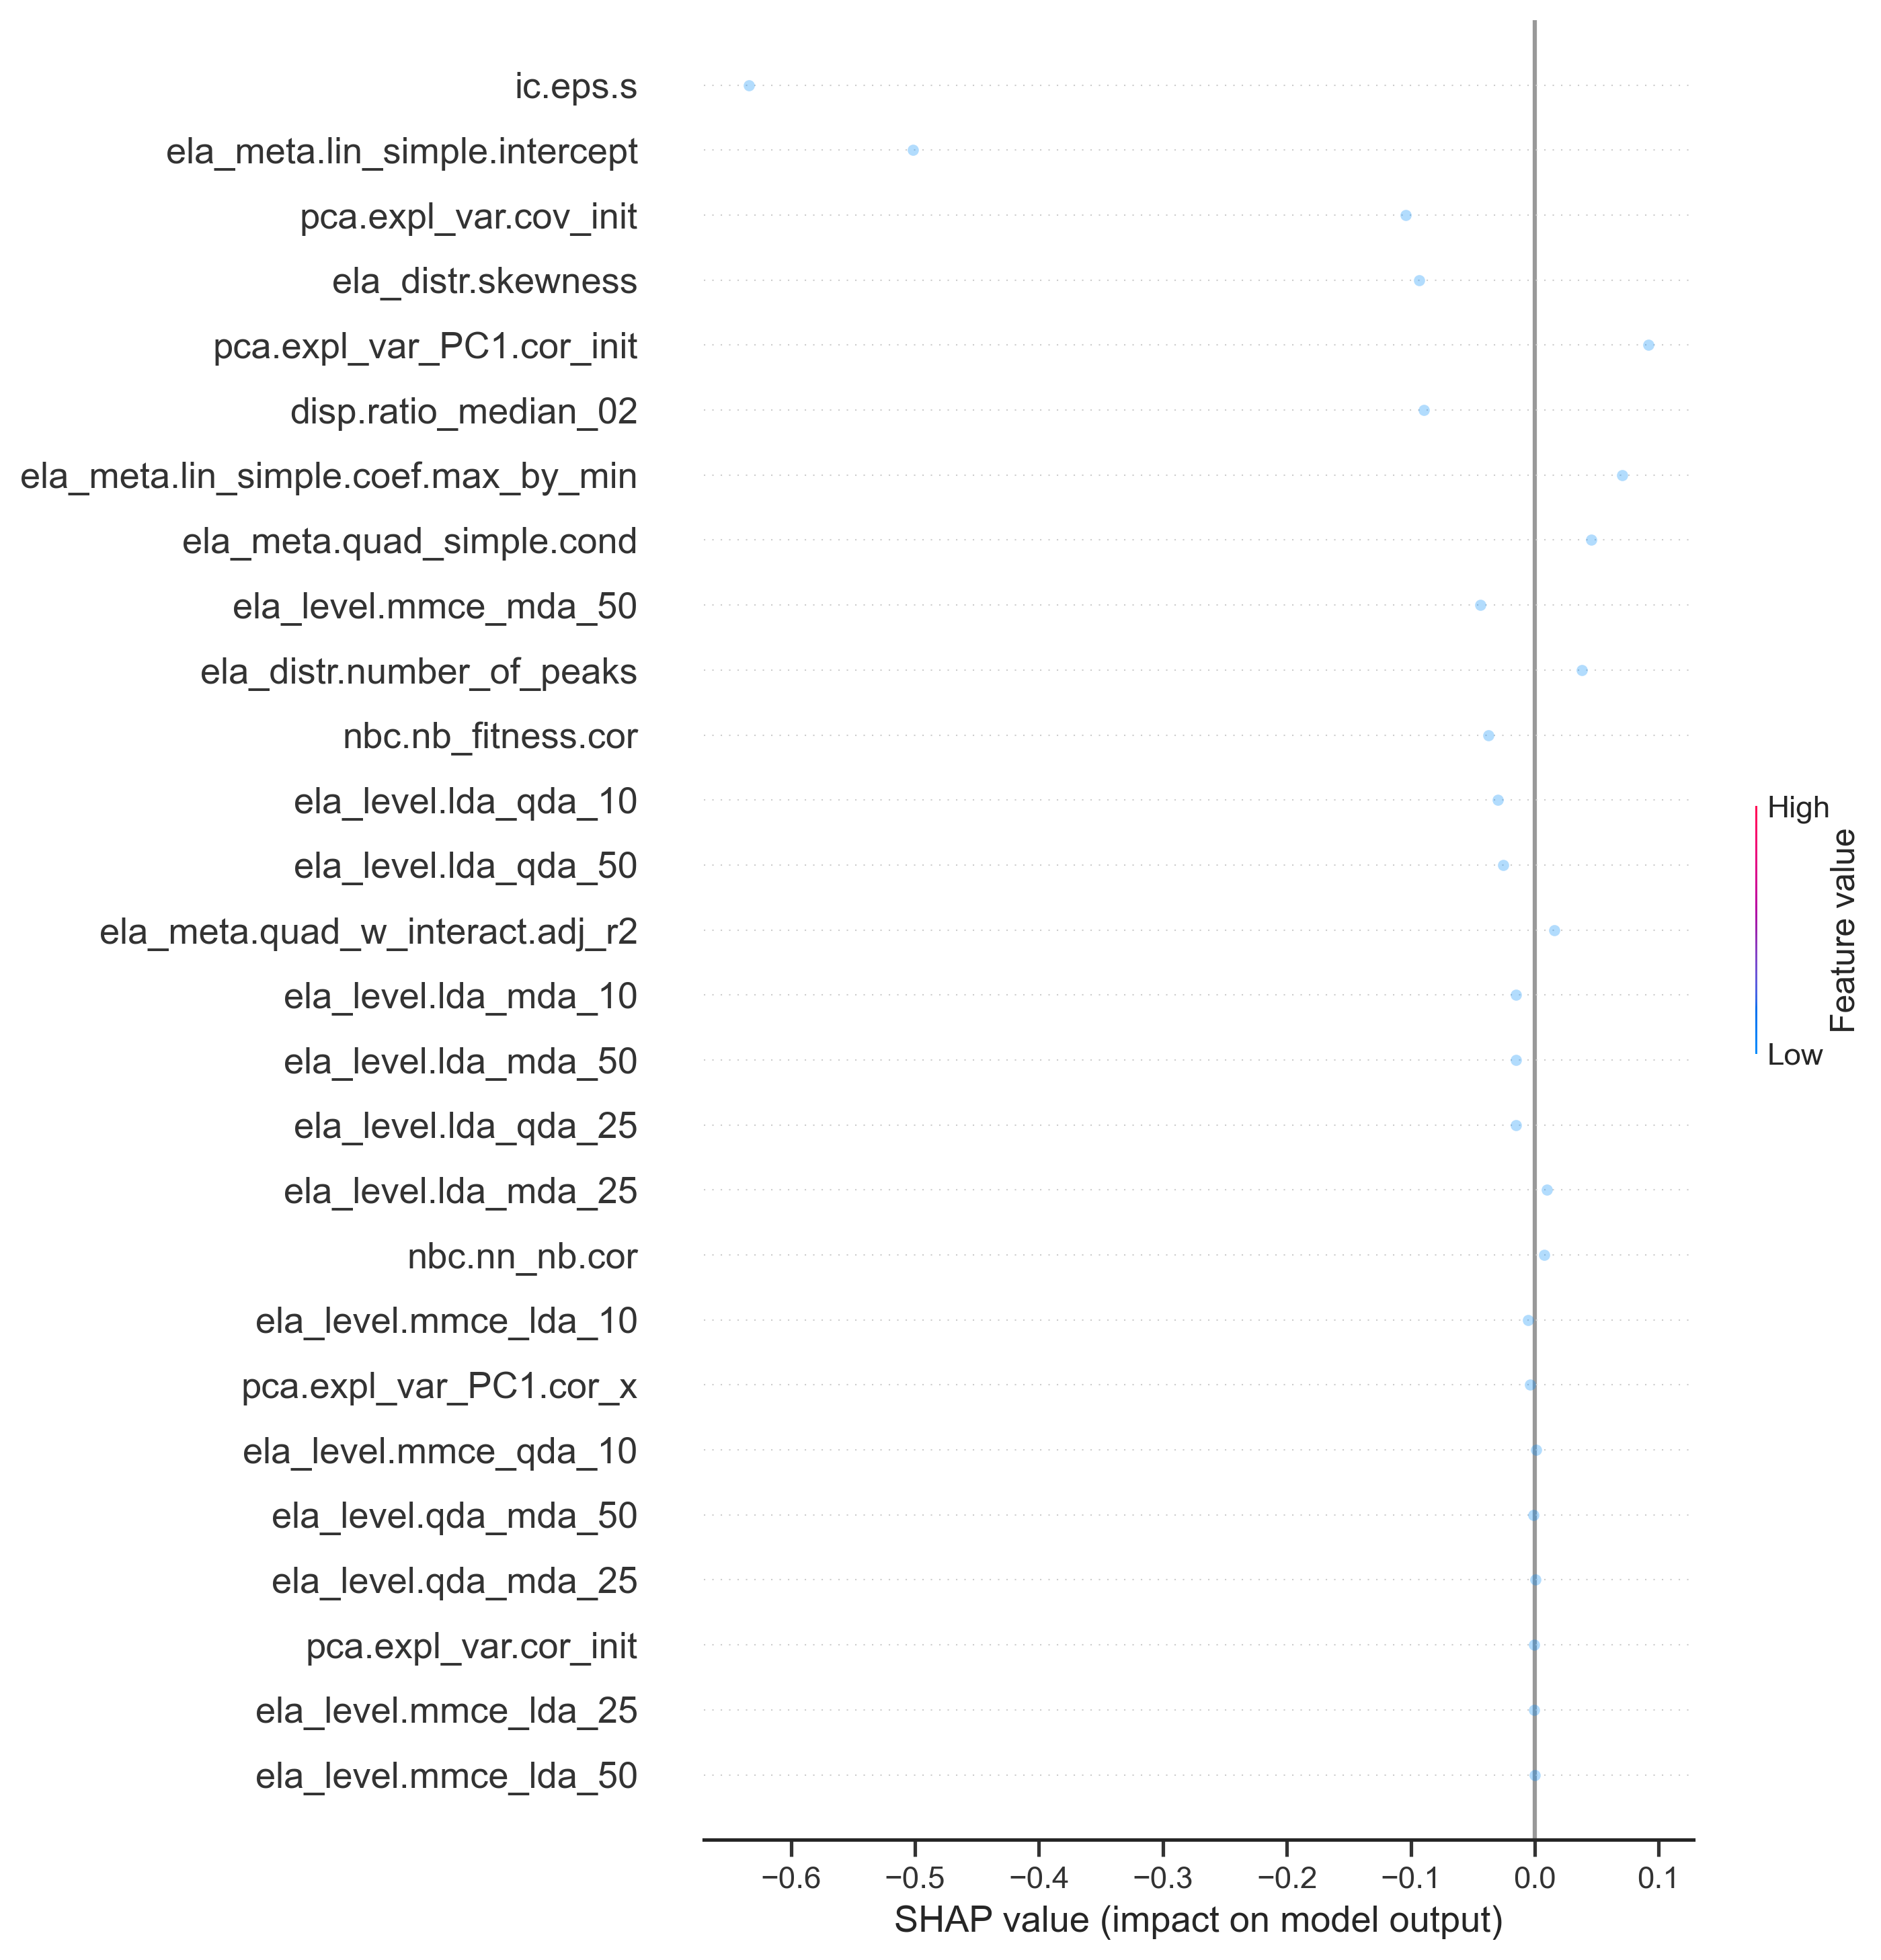 ic.eps.s
ela_meta.lin_simple.intercept
pca.expl_var.cov_init
ela_distr.skewness
pca.expl_var_PC1.cor_init
disp.ratio_median_02
ela_meta.lin_simple.coef.max_by_min
ela_meta.quad_simple.cond
ela_level.mmce_mda_50
ela_distr.number_of_peaks
nbc.nb_fitness.cor
ela_level.lda_qda_10
ela_level.lda_qda_50
ela_meta.quad_w_interact.adj_r2
ela_level.lda_mda_10
ela_level.lda_mda_50
ela_level.lda_qda_25
ela_level.lda_mda_25
nbc.nn_nb.cor
ela_level.mmce_lda_10
pca.expl_var_PC1.cor_x
ela_level.mmce_qda_10
ela_level.qda_mda_50
ela_level.qda_mda_25
pca.expl_var.cor_init
ela_level.mmce_lda_25
ela_level.mmce_lda_50
−0.6 −0.5 −0.4 −0.3 −0.2 −0.1 0.0 0.1
SHAP value (impact on model output)
High
Feature value
Low